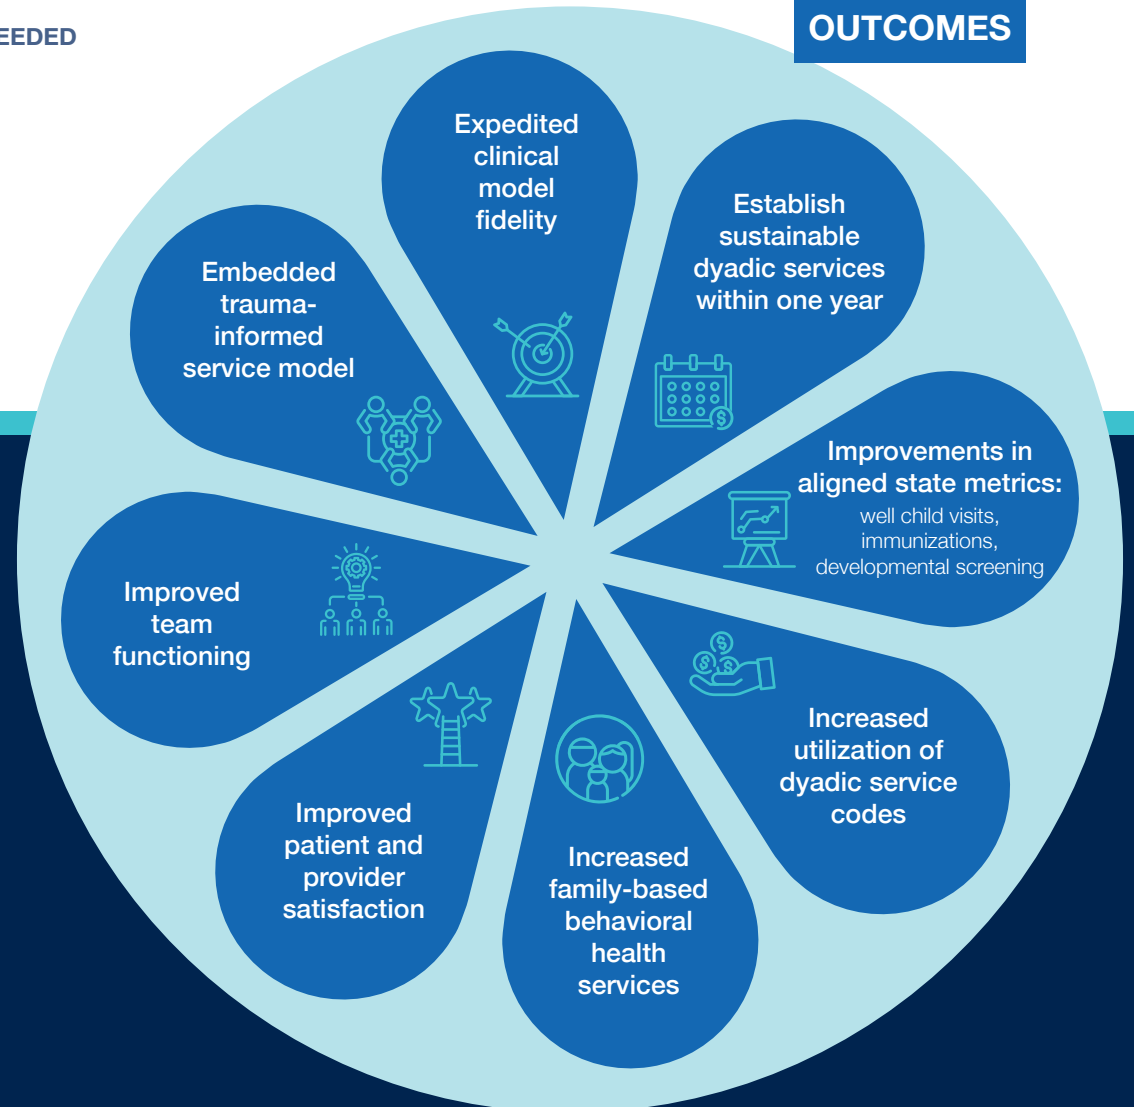 EEDED
OUTCOMES
Expedited
clinical
model
fidelity
Establish
sustainable
dyadic services
within one year
Improvements in
aligned state metrics:
well child visits,
immunizations,
developmental screening
Increased
utilization of
dyadic service
codes
Increased
family-based
behavioral
health
services
Improved
patient and
provider
satisfaction
Improved
team
functioning
Embedded
trauma-
informed
service model